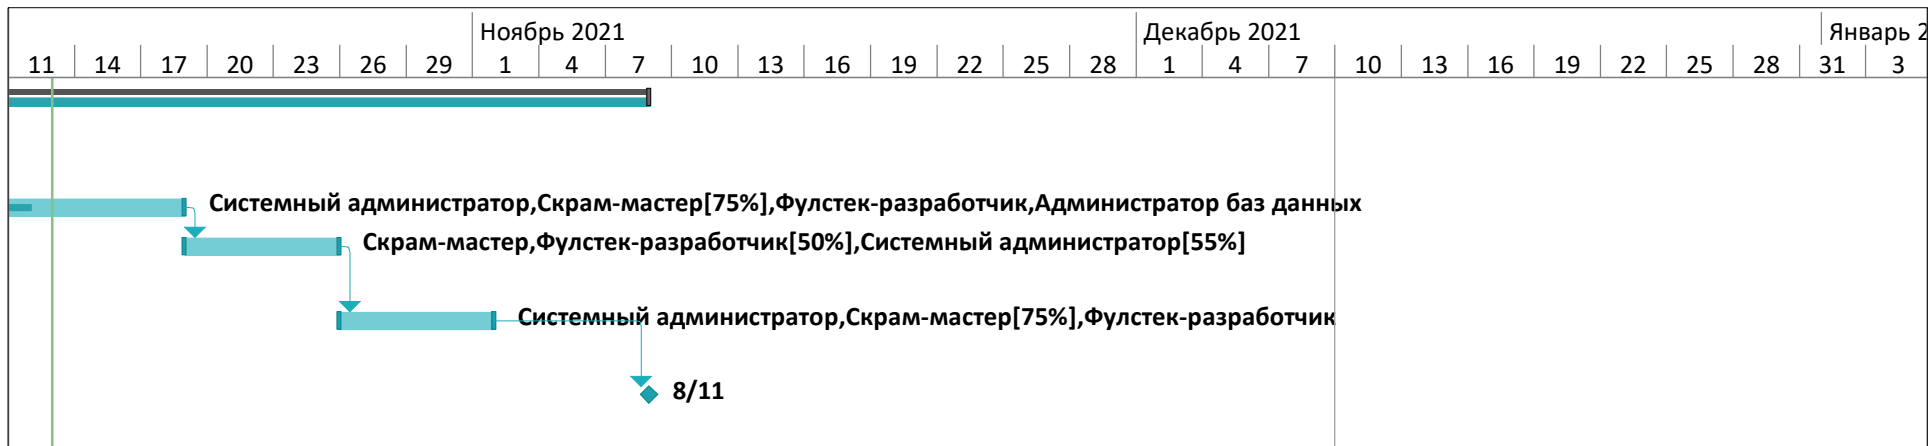 Ноябрь 2021 Декабрь 2021 Январь 2
11 14 17 20 23 26 29 1 4 7 10 13 16 19 22 25 28 1 4 7 10 13 16 19 22 25 28 31 3
Системный администратор,Скрам-мастер[75%],Фулстек-разработчик,Администратор баз данных
Скрам-мастер,Фулстек-разработчик[50%],Системный администратор[55%]
Системный администратор,Скрам-мастер[75%],Фулстек-разработчик
8/11